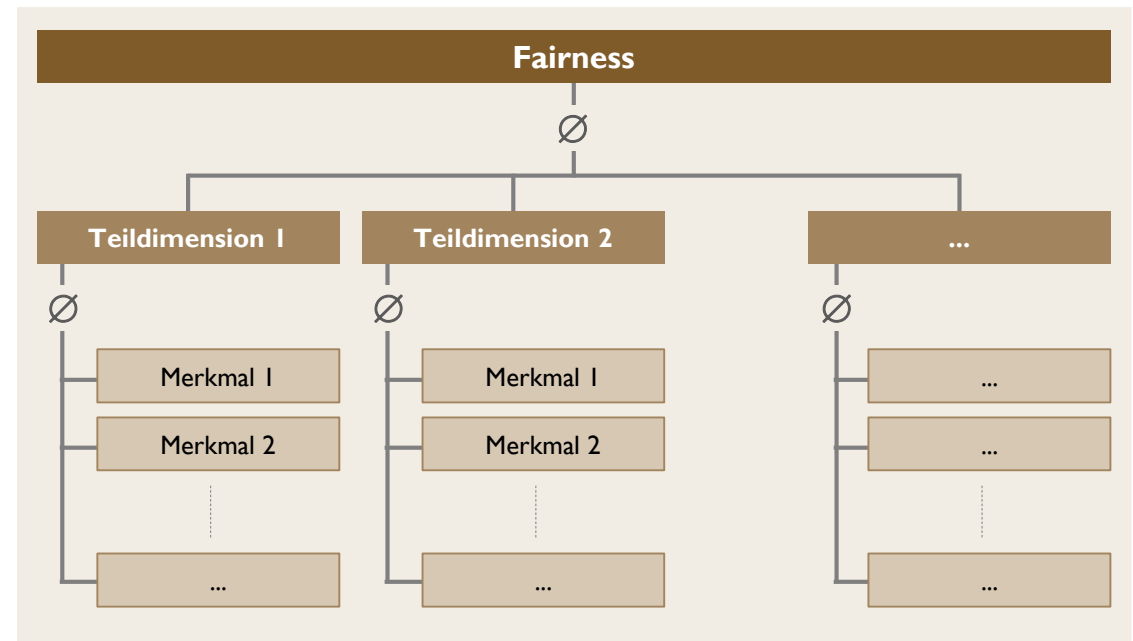 Fairness
∅
Teildimension 1
Teildimension 2
...
∅
∅
∅
Merkmal 1
Merkmal 1
...
Merkmal 2
Merkmal 2
...
...
...
...